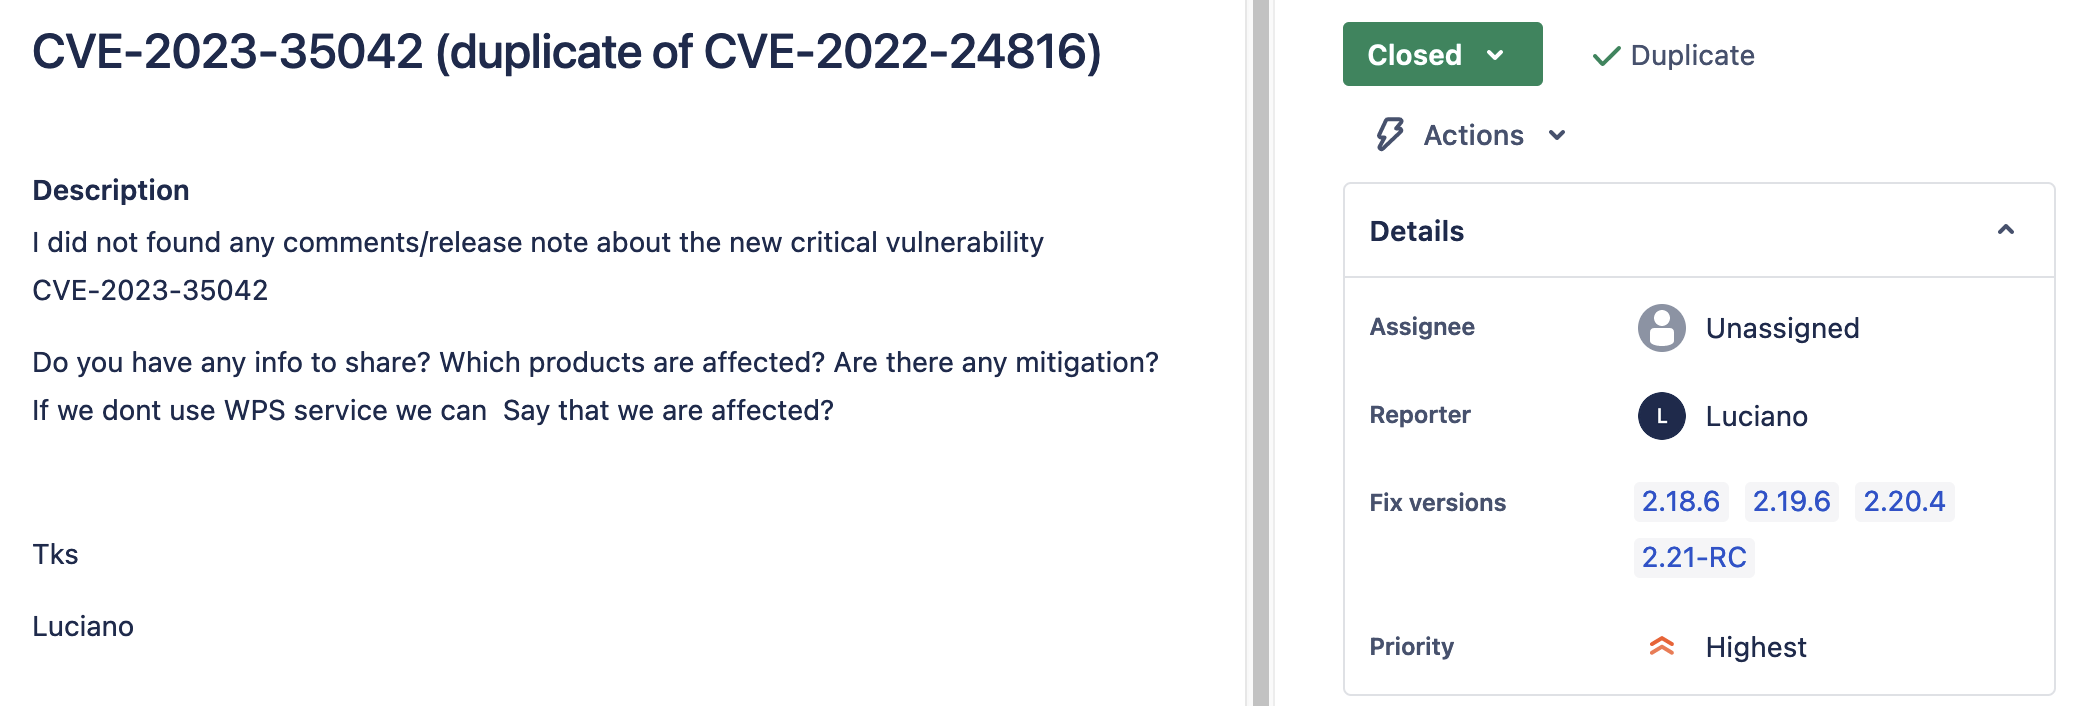 CVE-2023-35042 (duplicate of CVE-2022-24816)
Description
I did not found any comments/release note about the new critical vulnerability
CVE-2023-35042
Do you have any info to share? Which products are affected? Are there any mitigation?
If we dont use WPS service we can  Say that we are affected?
Tks
Luciano
Closed
Duplicate
Actions
Details
Assignee
Unassigned
Reporter
L
Luciano
Fix versions
2.18.6 2.19.6 2.20.4
2.21-RC
Priority
Highest